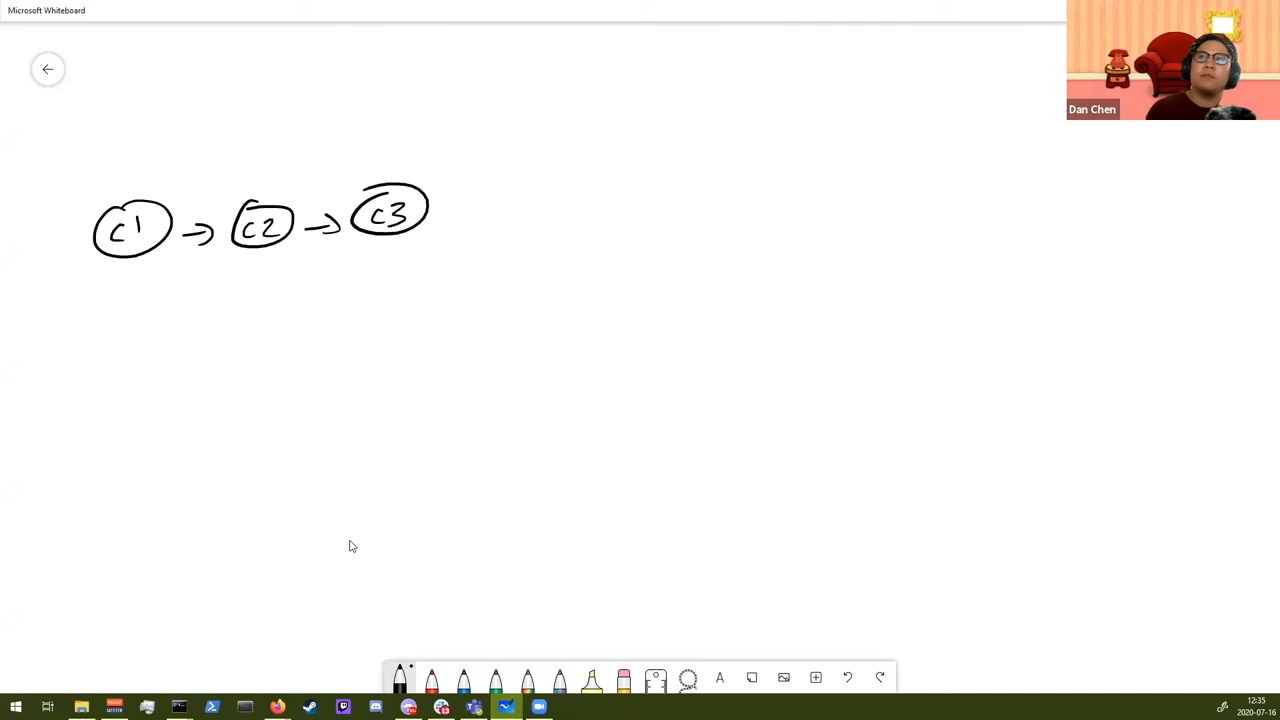 Microsoft Whiteboard
Dan Chen
c1 → c2 → c3
A
12:35
2020-07-16